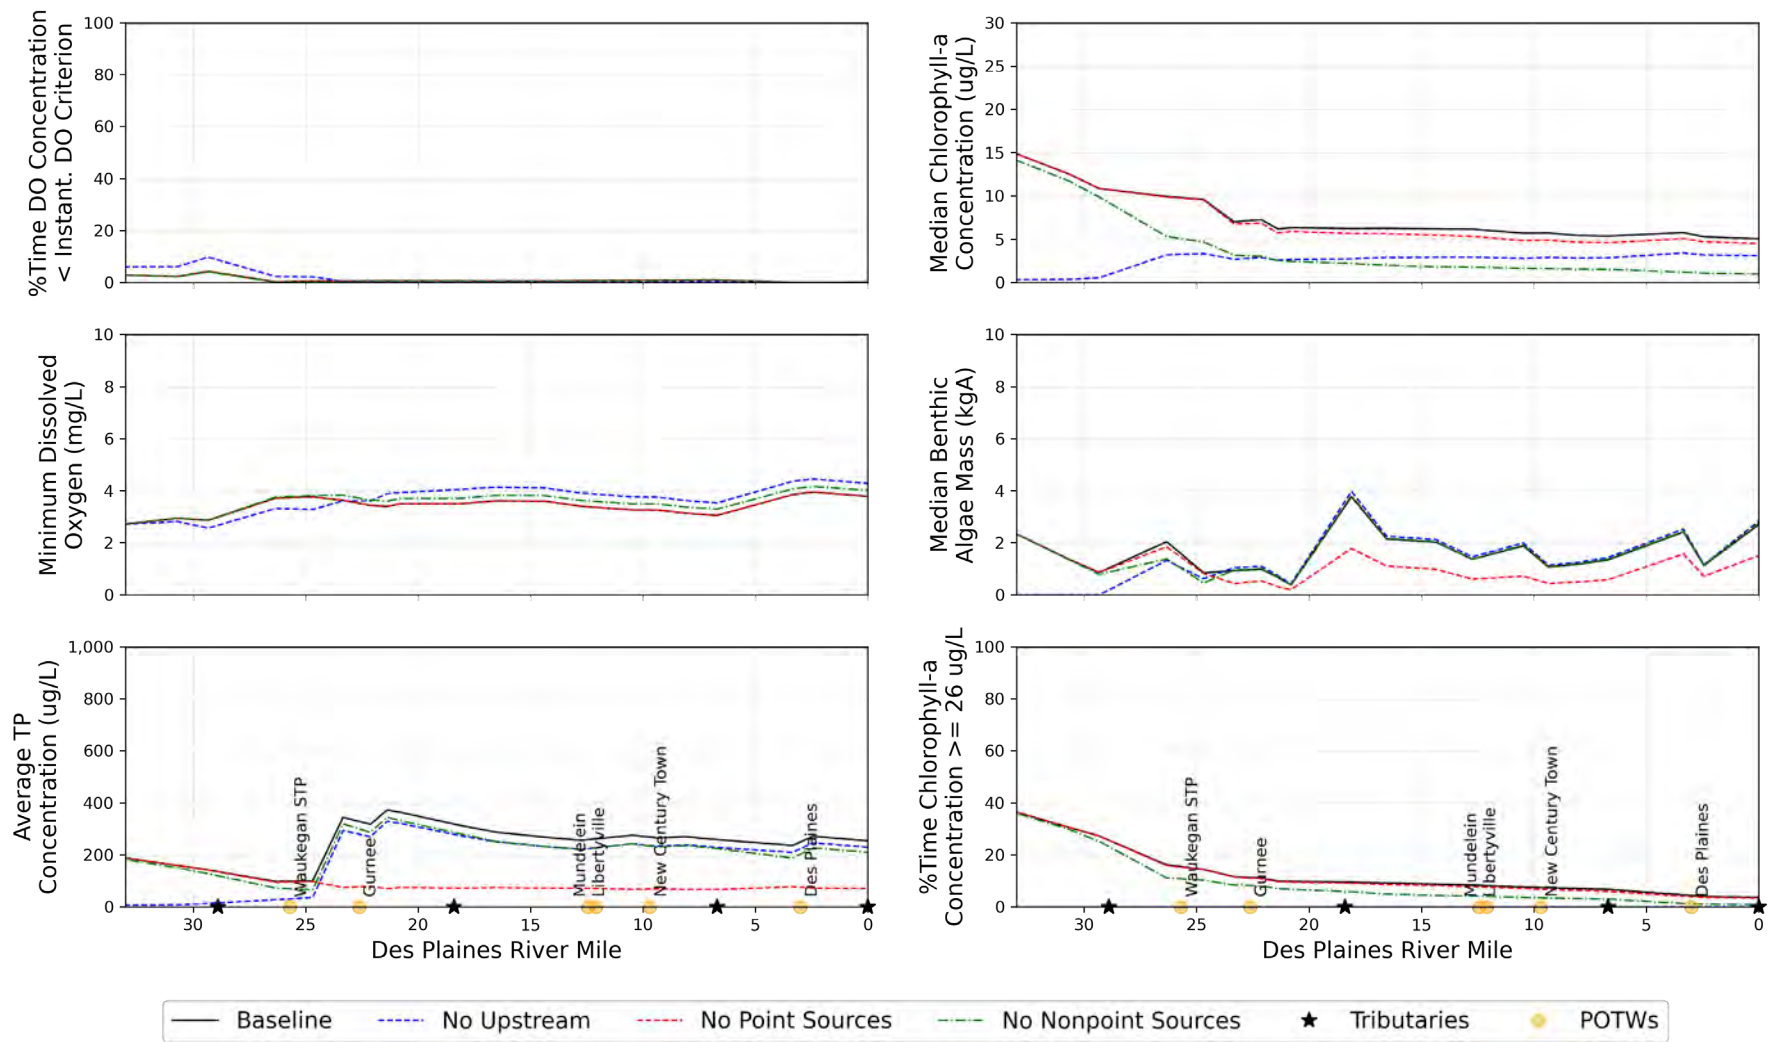 %Time DO Concentration
< Instant. DO Criterion
100
80
60
40
20
0
Median Chlorophyll-a
Concentration (ug/L)
30
25
20
15
10
5
0
Minimum Dissolved
Oxygen (mg/L)
10
8
6
4
2
0
Median Benthic
Algae Mass (kgA)
10
8
6
4
2
0
Average TP
Concentration (ug/L)
1,000
800
600
400
200
0
Waukegan STP
Gurnee
Mundelein
Libertyville
New Century Town
Des Plaines
30 25 20 15 10 5 0
Des Plaines River Mile
%Time Chlorophyll-a
Concentration >= 26 ug/L
100
80
60
40
20
0
Waukegan STP
Gurnee
Mundelein
Libertyville
New Century Town
Des Plaines
30 25 20 15 10 5 0
Des Plaines River Mile
Baseline No Upstream No Point Sources No Nonpoint Sources Tributaries POTWs